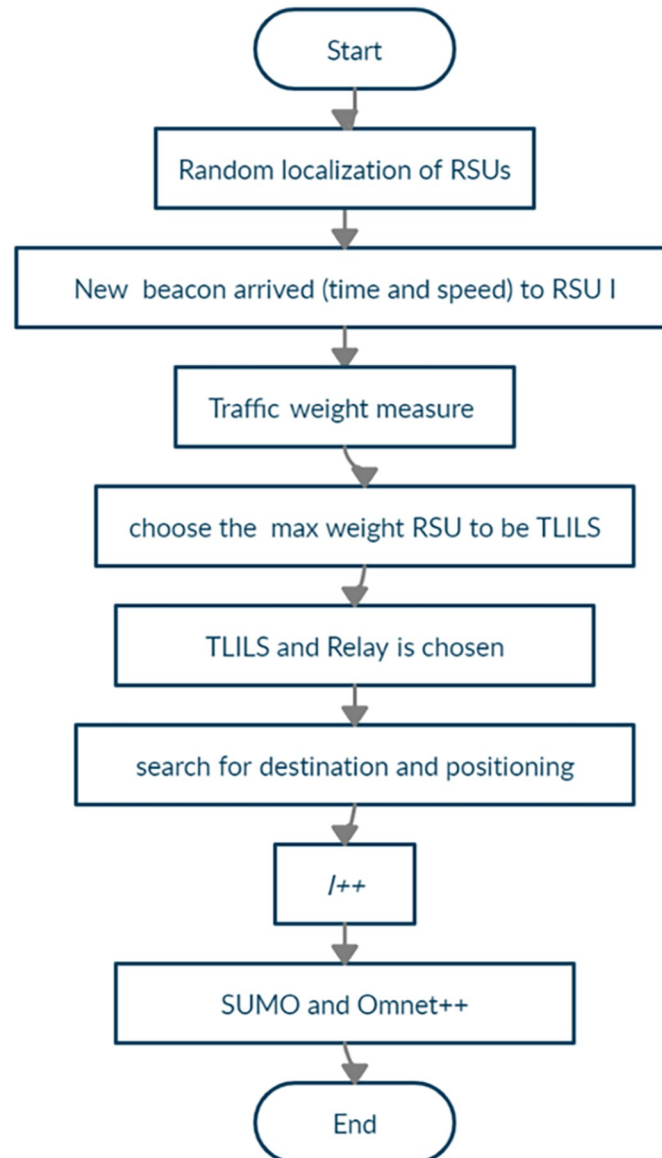 Start
Random localization of RSUs
New beacon arrived (time and speed) to RSU I
Traffic weight measure
choose the max weight RSU to be TLILS
TLILS and Relay is chosen
search for destination and positioning
I++
SUMO and Omnet++
End